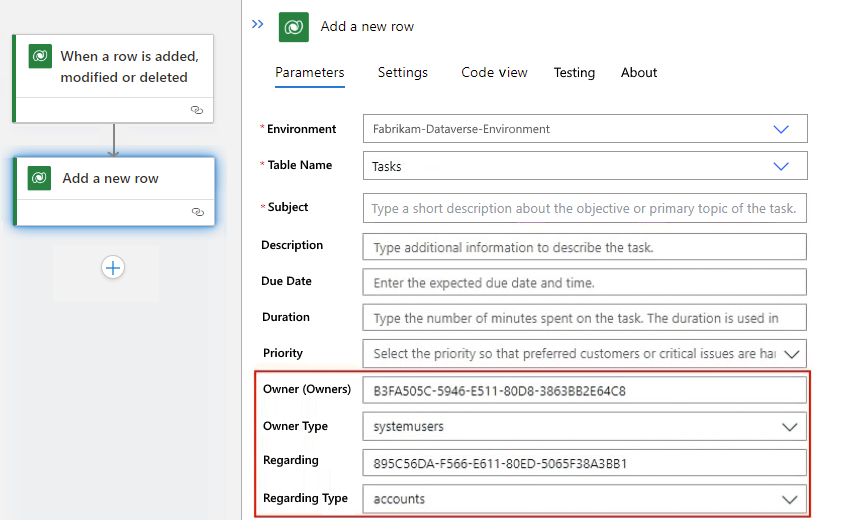 When a row is added,
modified or deleted
Add a new row
Add a new row
Parameters Settings Code view Testing About
* Environment Fabrikam-Dataverse-Environment
* Table Name Tasks
* Subject Type a short description about the objective or primary topic of the task.
Description Type additional information to describe the task.
Due Date Enter the expected due date and time.
Duration Type the number of minutes spent on the task. The duration is used in
Priority Select the priority so that preferred customers or critical issues are ha
Owner (Owners) B3FA505C-5946-E511-80D8-3863BB2E64C8
Owner Type systemusers
Regarding 895C56DA-F566-E611-80ED-5065F38A3BB1
Regarding Type accounts